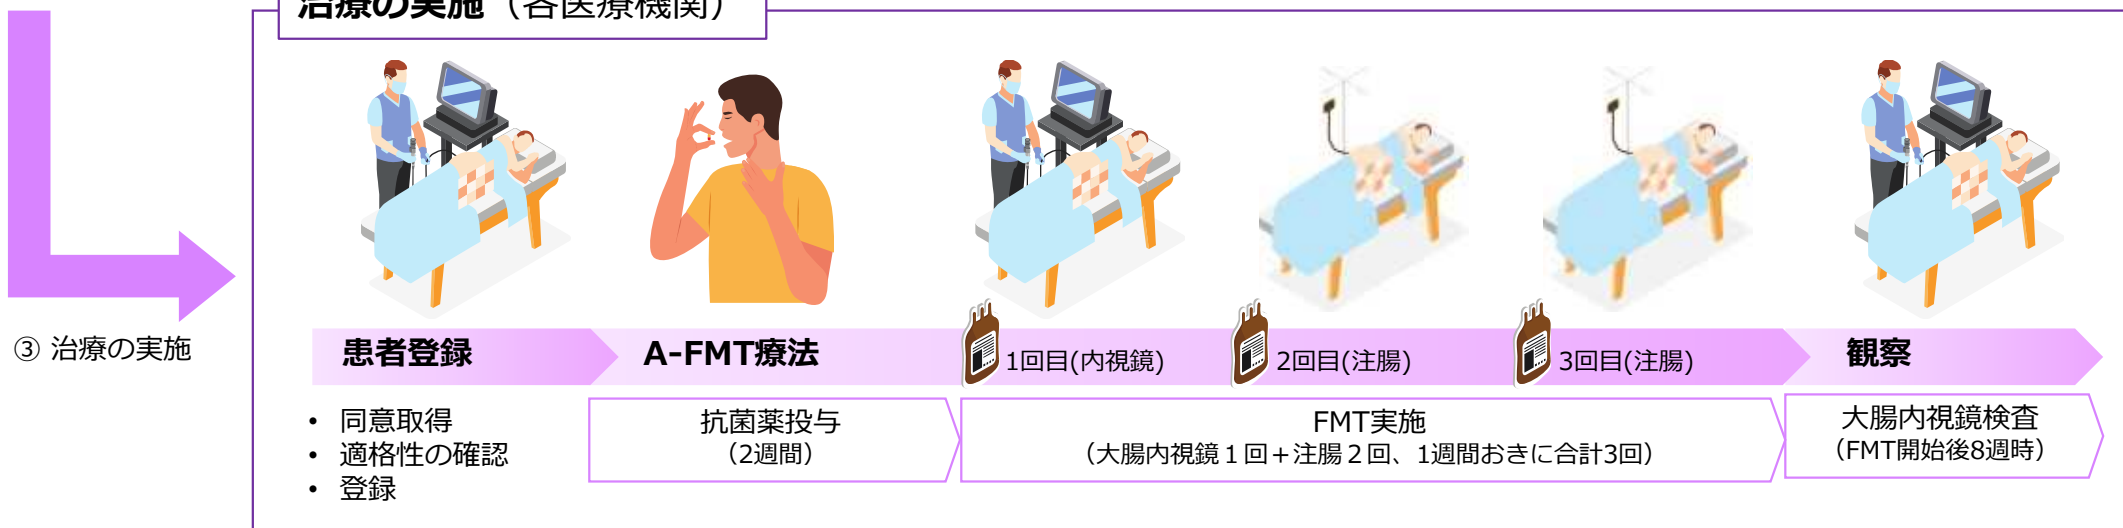 治療の実施（各医療機関）
③ 治療の実施
患者登録
A-FMT療法
1回目(内視鏡)
2回目(注腸)
3回目(注腸)
観察
• 同意取得
• 適格性の確認
• 登録
抗菌薬投与
（2週間）
FMT実施
（大腸内視鏡１回＋注腸２回、1週間おきに合計3回）
大腸内視鏡検査
（FMT開始後8週時）